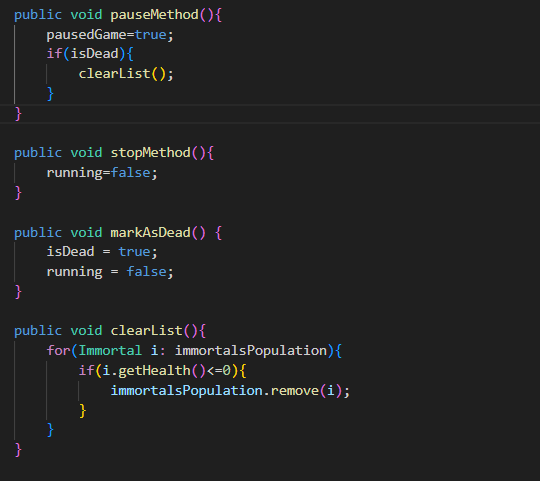 public void pauseMethod(){
    pausedGame=true;
    if(isDead){
        clearList();
    }
}

public void stopMethod(){
    running=false;
}

public void markAsDead() {
    isDead = true;
    running = false;
}

public void clearList(){
    for(Immortal i: immortalsPopulation){
        if(i.getHealth()<=0){
            immortalsPopulation.remove(i);
        }
    }
}